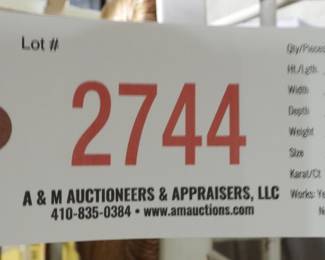 Lot #
2744
A & M AUCTIONEERS & APPRAISERS, LLC
410-835-0384 • www.amauctions.com
Qty/Pieces
Ht./Lgth.
Width
Depth
Weight
Size
Karat/Ct
Works: Ye
N